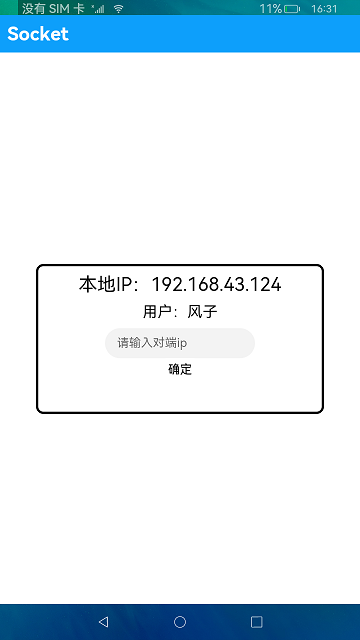 没有 SIM 卡 11% 16:31
Socket
本地IP：192.168.43.124
用户：风子
请输入对端ip
确定